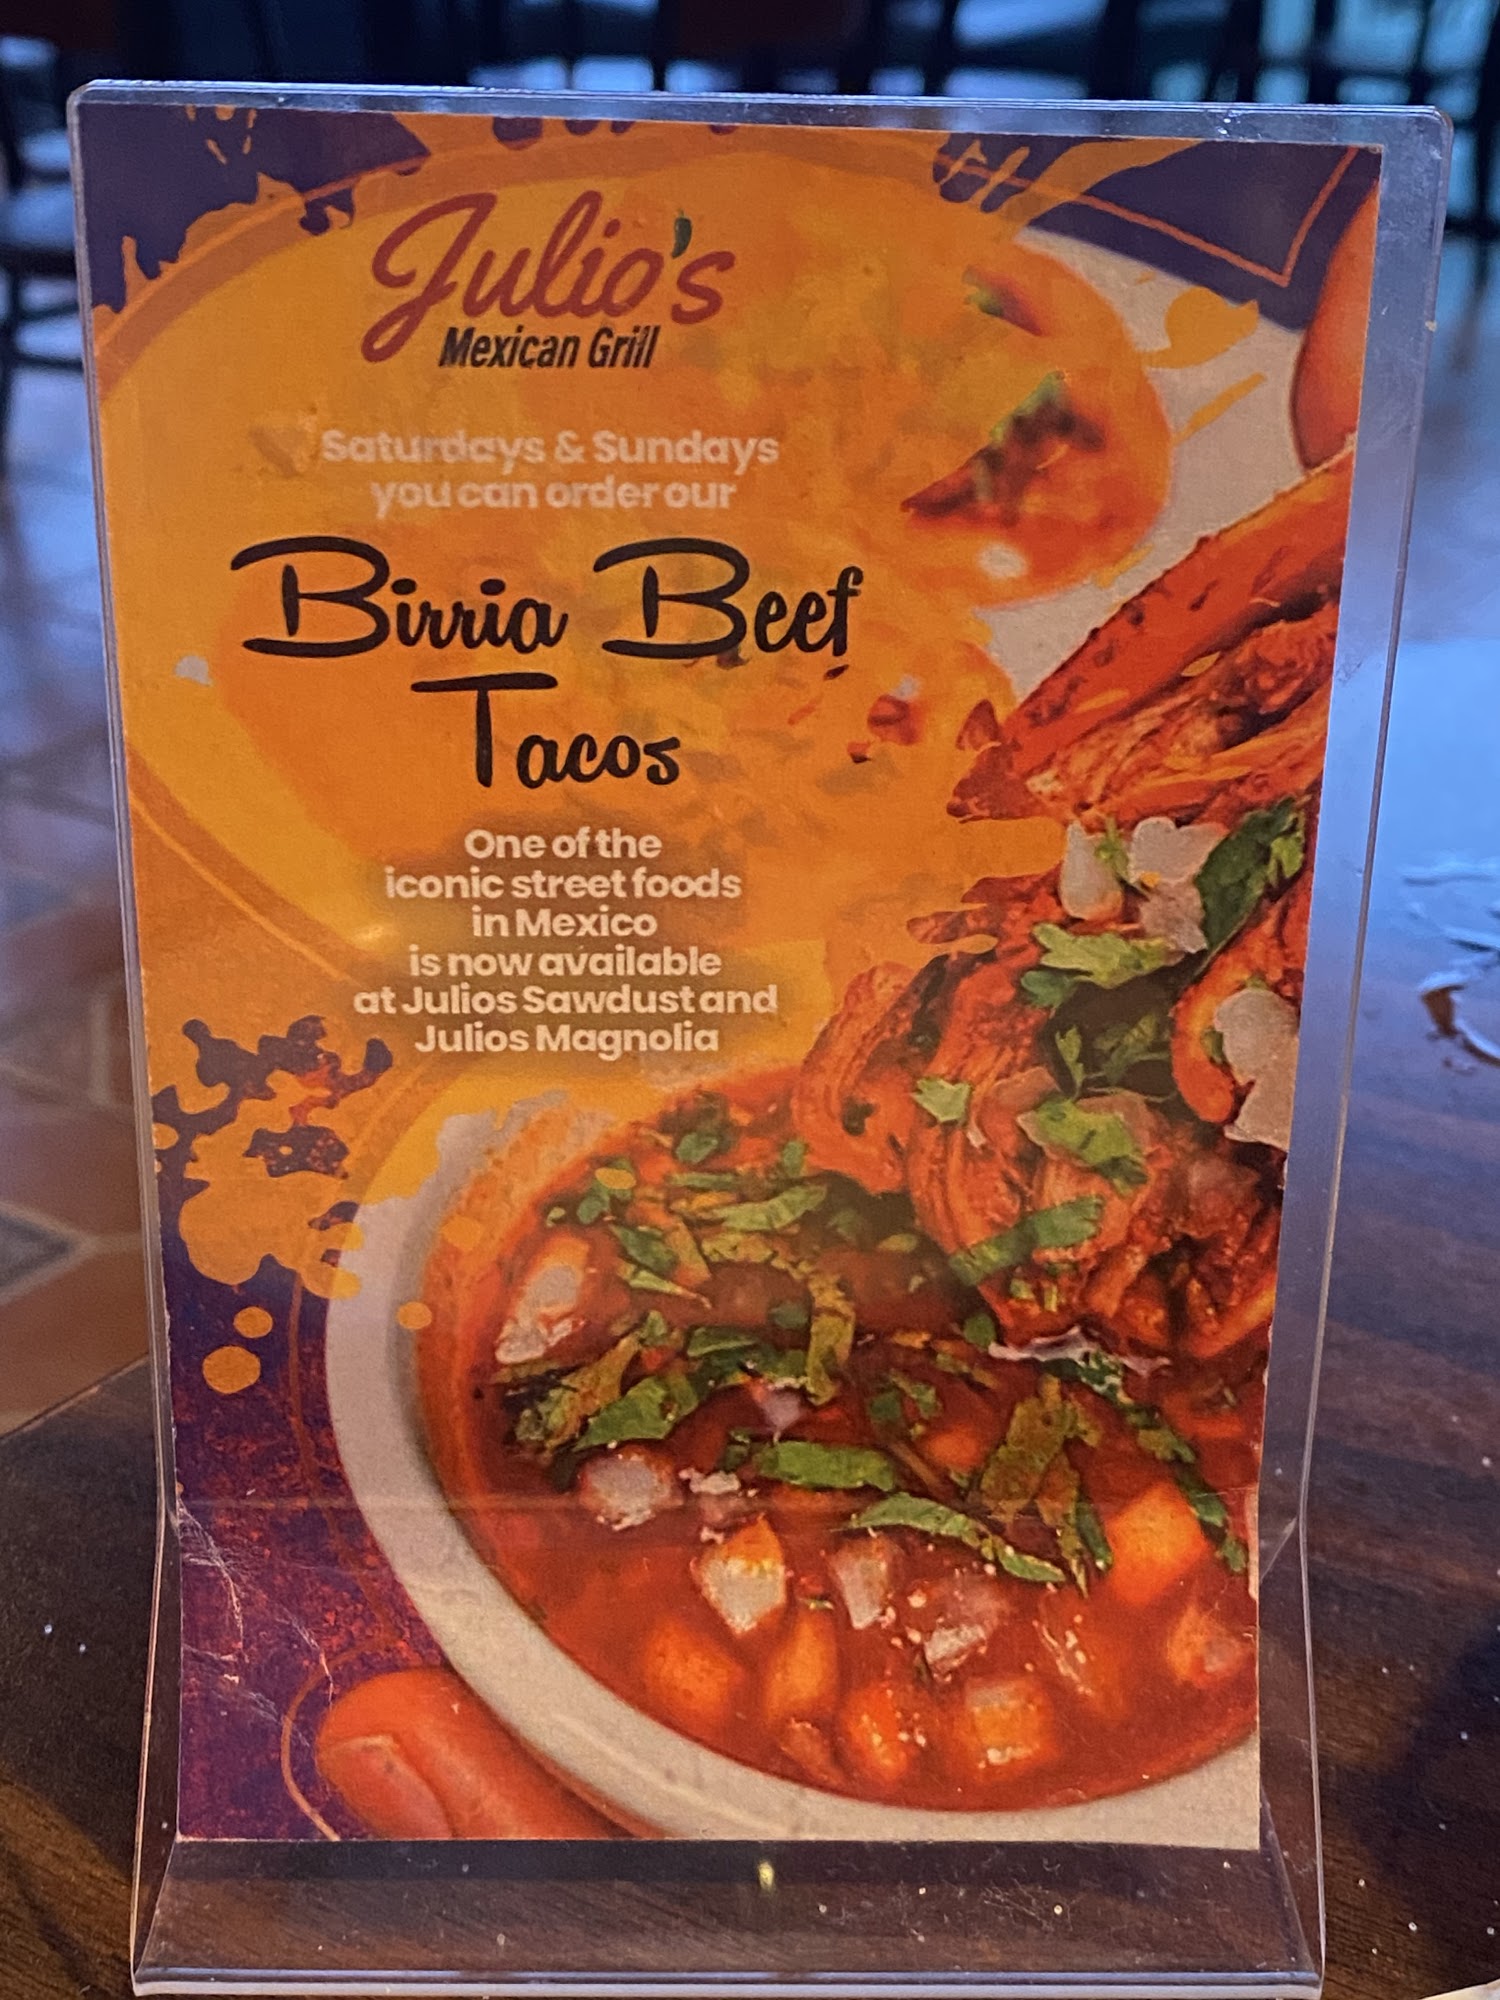 Julio's
Mexican Grill
Saturdays & Sundays
you can order our
Birria Beef
Tacos
One of the
iconic street foods
in Mexico
is now available
at Julios Sawdust and
Julios Magnolia